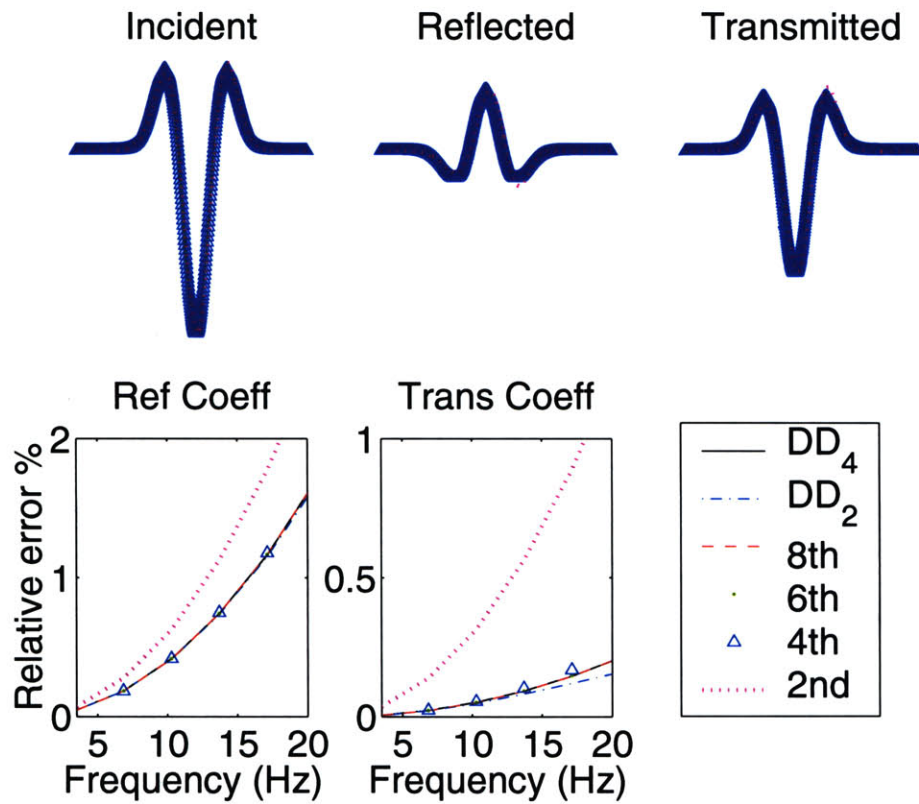 Incident
Reflected
Transmitted
Ref Coeff
Trans Coeff
Relative error %
2
1
0
5 10 15 20
Frequency (Hz)
1
0.5
0
5 10 15 20
Frequency (Hz)
DD4
DD2
8th
6th
4th
2nd